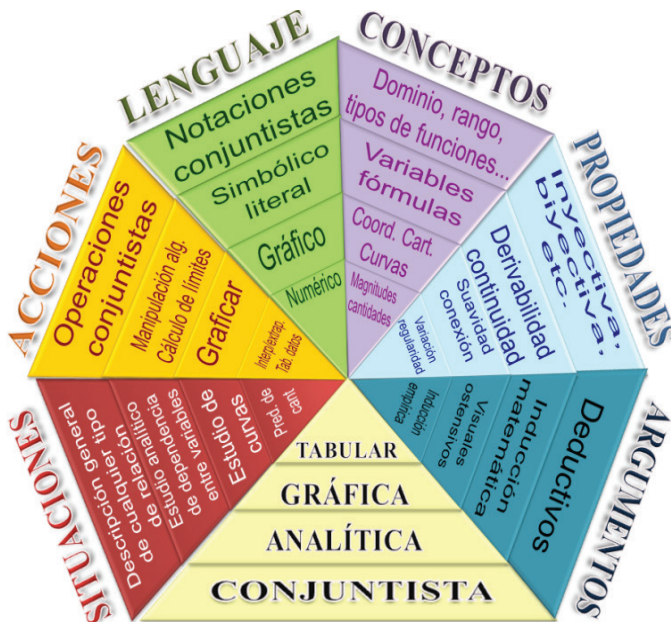 LENGUAJE
Notaciones
conjuntistas
Simbólico
literal
Gráfico
Numérico
CONCEPTOS
Dominio, rango,
tipos de funciones...
Variables
fórmulas
Coord. Cart.
Curvas
Magnitudes
cantidades
PROPIEDADES
Inyectiva,
biyectiva,
etc.
Derivabilidad
continuidad
Suavidad
conexión
Variación
regularidad
ARGUMENTOS
Deductivos
Inducción
matemática
Visuales
ostensivos
Inducción
empírica
TABULAR
GRÁFICA
ANALÍTICA
CONJUNTISTA
SITUACIONES
Descripción general
de cualquier tipo
de relación
Estudio analítico
de dependencia
entre variables
Estudio de
curvas
Pred. de
cant.
ACCIONES
Operaciones
conjuntistas
Manipulación alg.
Cálculo de límites
Graficar
Interp/extrap.
Tab. datos